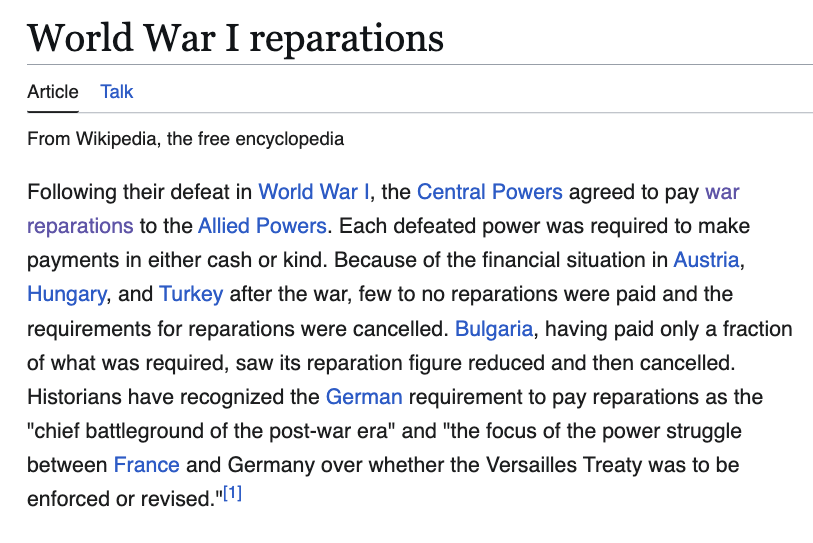 World War I reparations
Article Talk
From Wikipedia, the free encyclopedia
Following their defeat in World War I, the Central Powers agreed to pay war
reparations to the Allied Powers. Each defeated power was required to make
payments in either cash or kind. Because of the financial situation in Austria,
Hungary, and Turkey after the war, few to no reparations were paid and the
requirements for reparations were cancelled. Bulgaria, having paid only a fraction
of what was required, saw its reparation figure reduced and then cancelled.
Historians have recognized the German requirement to pay reparations as the
"chief battleground of the post-war era" and "the focus of the power struggle
between France and Germany over whether the Versailles Treaty was to be
enforced or revised."[1]